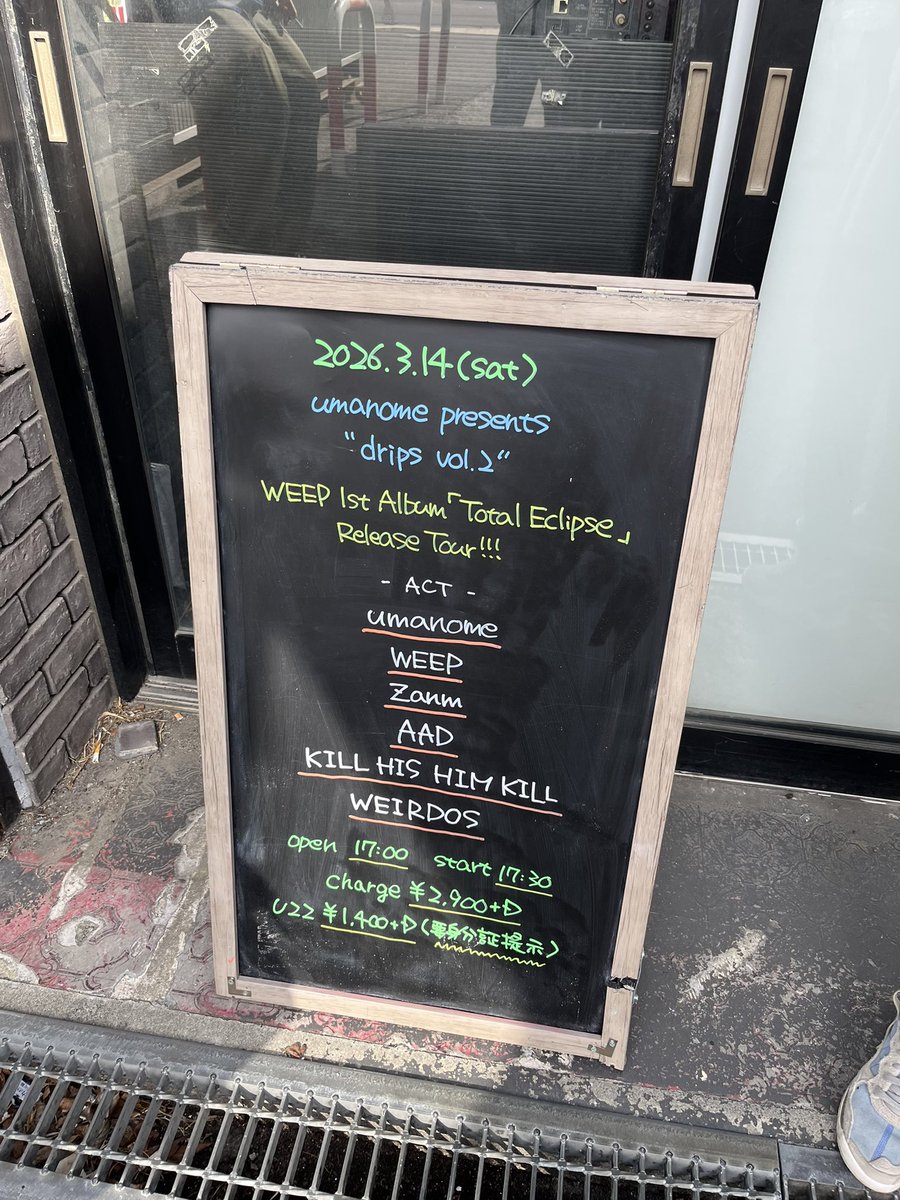 2026.3.14(sat)
umanome presents
"drips vol.2"
WEEP 1st Album「Total Eclipse」
Release Tour!!!
- ACT -
umanome
WEEP
Zanm
AAD
KILL HIS HIM KILL
WEIRDOS
open 17:00 start 17:30
charge ¥2.900+D
U22 ¥1.400+D(要身分証提示)